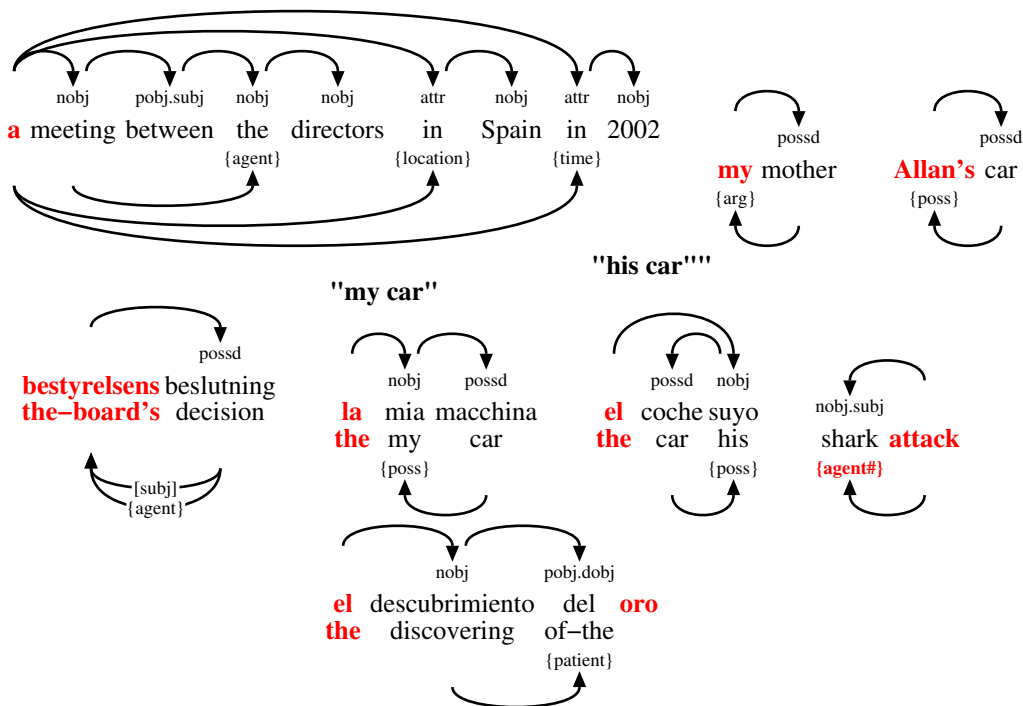 nobj pobj.subj nobj nobj attr nobj attr nobj
a meeting between the directors in Spain in 2002
{agent} {location} {time}
possd
my mother
{arg}
possd
Allan's car
{poss}
possd
bestyrelsens beslutning
the–board's decision
[subj]
{agent}
"my car"
nobj possd
la mia macchina
the my car
{poss}
"his car""
possd nobj
el coche suyo
the car his
{poss}
nobj.subj
shark attack
{agent#}
nobj pobj.dobj
el descubrimiento del oro
the discovering of–the
{patient}